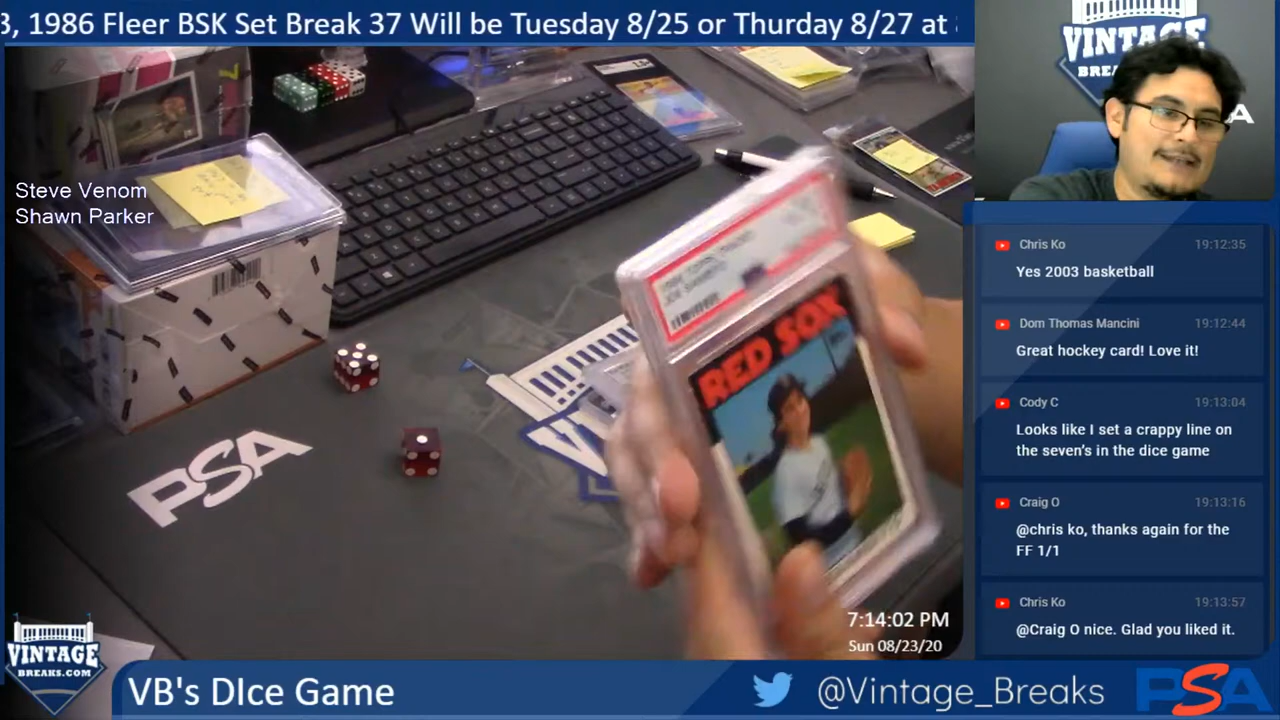 3, 1986 Fleer BSK Set Break 37 Will be Tuesday 8/25 or Thurday 8/27 at
VINTAGE
Steve Venom
Shawn Parker
RED SOX
PSA
Chris Ko 19:12:35
Yes 2003 basketball
Dom Thomas Mancini 19:12:44
Great hockey card! Love it!
Cody C 19:13:04
Looks like I set a crappy line on
the seven's in the dice game
Craig O 19:13:16
@chris ko, thanks again for the
FF 1/1
Chris Ko 19:13:57
@Craig O nice. Glad you liked it.
7:14:02 PM
Sun 08/23/20
VINTAGE
BREAKS.COM
VB's DIce Game
@Vintage_Breaks
PSA